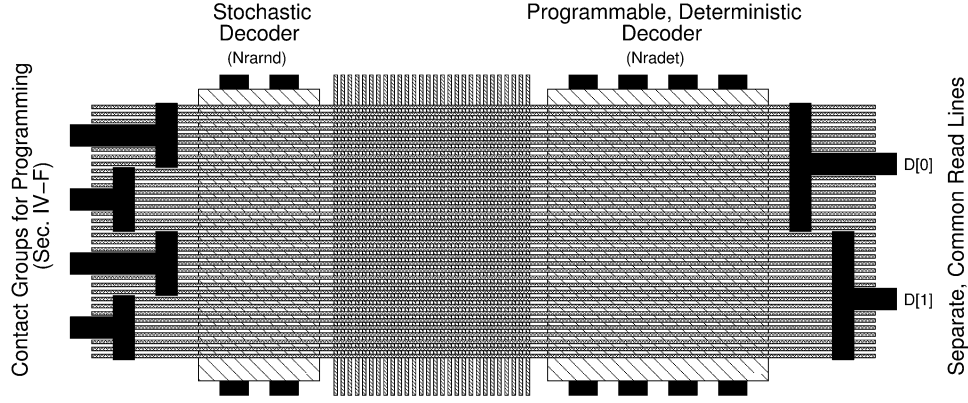 Stochastic
Decoder
(Nrarnd)
Programmable, Deterministic
Decoder
(Nradet)
Contact Groups for Programming
(Sec. IV−F)
D[0]
D[1]
Separate, Common Read Lines